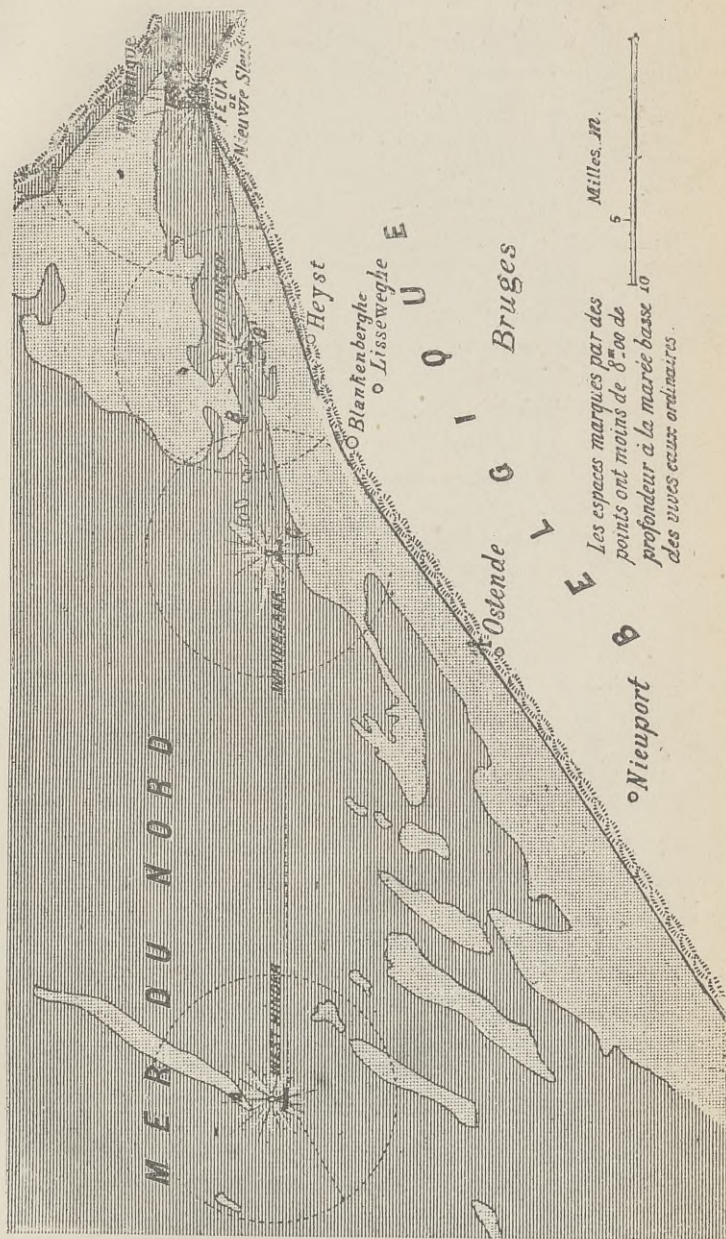 MER DU NORD
WEST HINDER
WANDELAAR
WIELINGEN
FEUX
DE
Nieuwe Sluis
Heyst
Blankenberghe
Lisseweghe
Bruges
Ostende
Nieuport
BELGIQUE
Milles, m.
5
10
Les espaces marqués par des
points ont moins de 8m.00 de
profondeur à la marée basse
des vives eaux ordinaires.